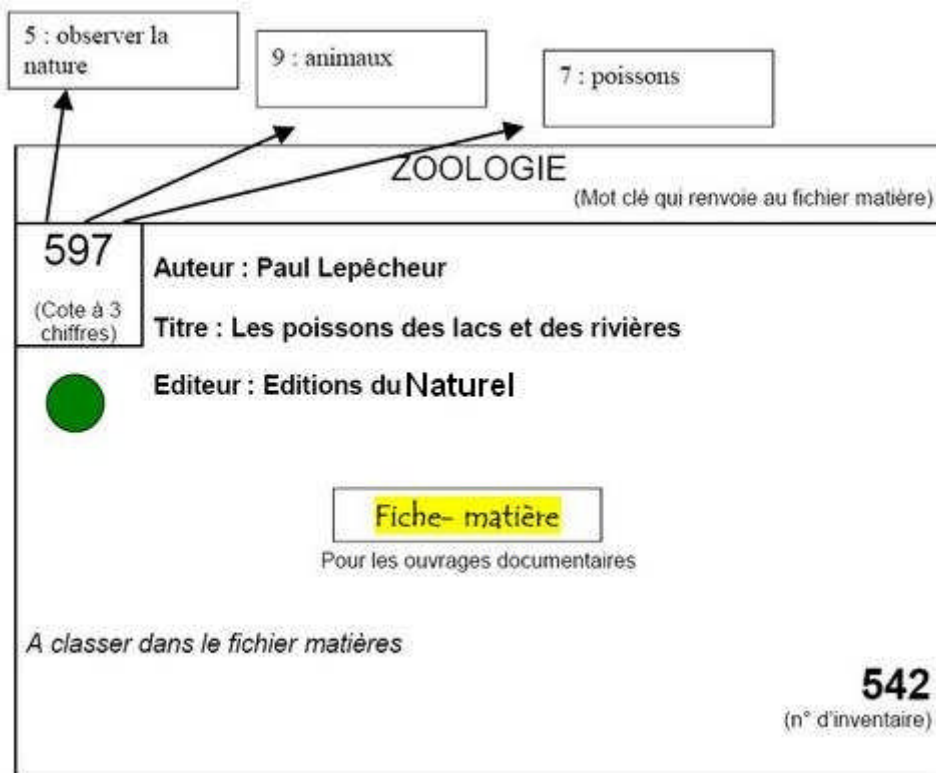 5 : observer la
nature
9 : animaux
7 : poissons
ZOOLOGIE
(Mot clé qui renvoie au fichier matière)
597
(Cote à 3
chiffres)
Auteur : Paul Lepêcheur
Titre : Les poissons des lacs et des rivières
Editeur : Editions du Naturel
Fiche- matière
Pour les ouvrages documentaires
A classer dans le fichier matières
542
(n° d'inventaire)